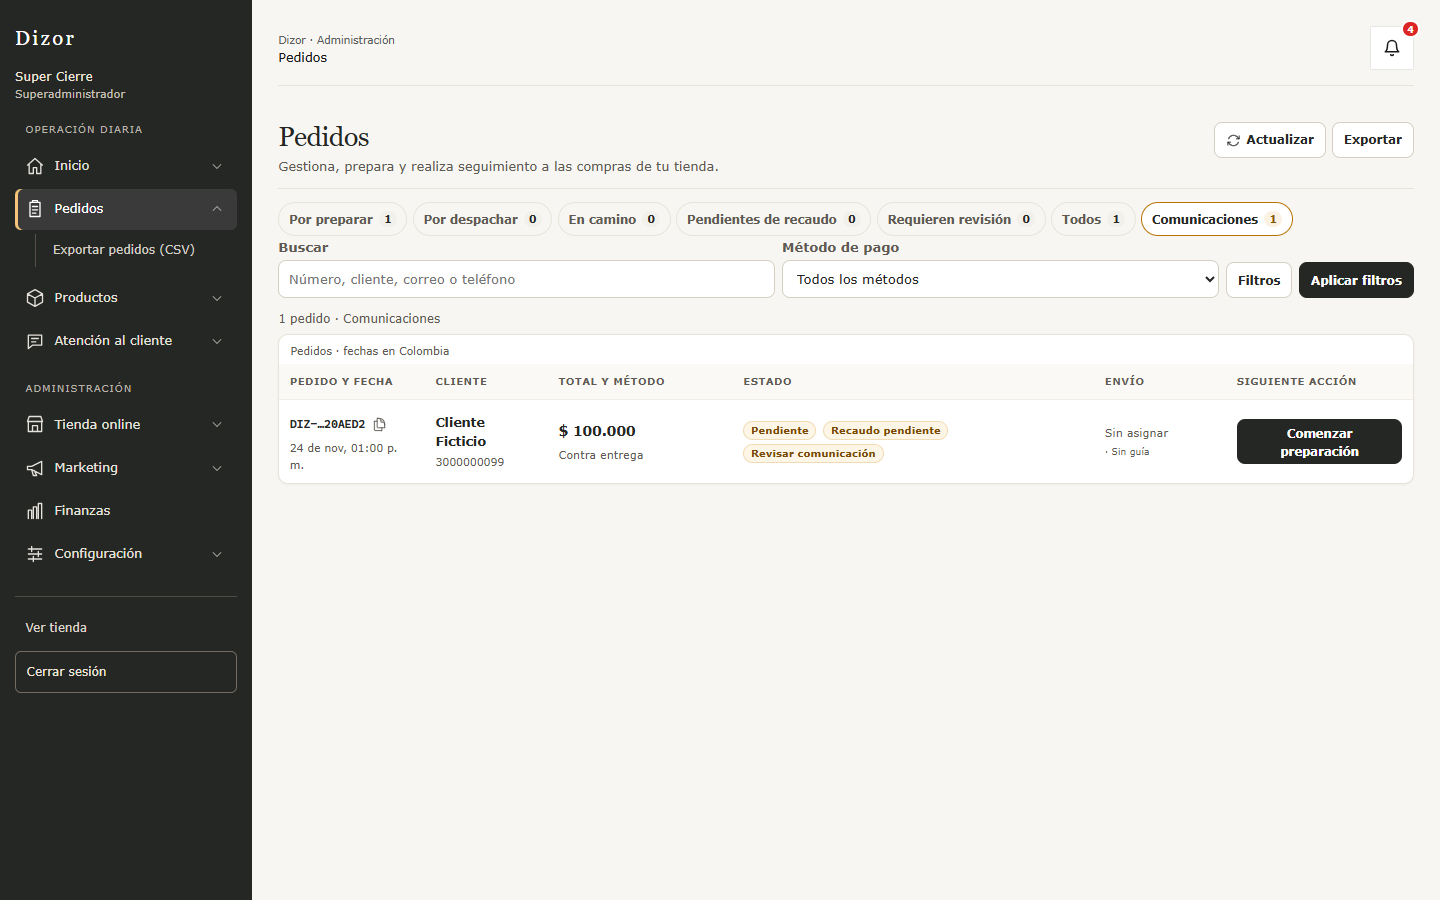 Dizor
Super Cierre
Superadministrador
OPERACIÓN DIARIA
Inicio
Pedidos
Exportar pedidos (CSV)
Productos
Atención al cliente
ADMINISTRACIÓN
Tienda online
Marketing
Finanzas
Configuración
Ver tienda
Cerrar sesión
Dizor · Administración
Pedidos
4
Pedidos
Gestiona, prepara y realiza seguimiento a las compras de tu tienda.
Actualizar
Exportar
Por preparar 1
Por despachar 0
En camino 0
Pendientes de recaudo 0
Requieren revisión 0
Todos 1
Comunicaciones 1
Buscar
Método de pago
Número, cliente, correo o teléfono
Todos los métodos
Filtros
Aplicar filtros
1 pedido · Comunicaciones
Pedidos · fechas en Colombia
PEDIDO Y FECHA
CLIENTE
TOTAL Y MÉTODO
ESTADO
ENVÍO
SIGUIENTE ACCIÓN
DIZ-…20AED2
24 de nov, 01:00 p.
m.
Cliente
Ficticio
3000000099
$ 100.000
Contra entrega
Pendiente
Recaudo pendiente
Revisar comunicación
Sin asignar
· Sin guía
Comenzar
preparación